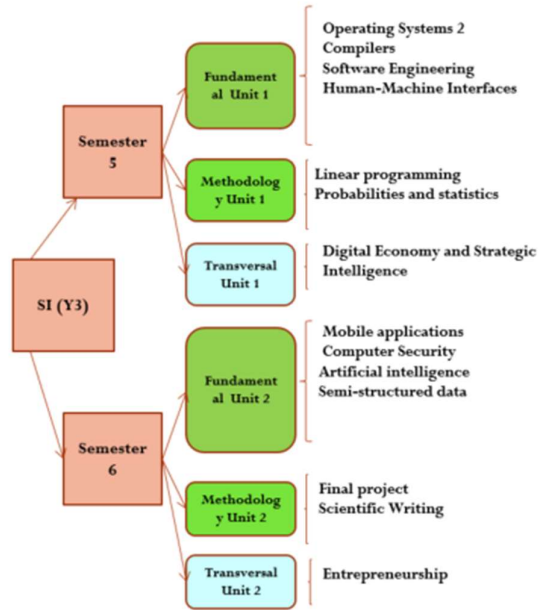 SI (Y3)
Semester
5
Fundament
al Unit 1
Operating Systems 2
Compilers
Software Engineering
Human-Machine Interfaces
Methodolog
y Unit 1
Linear programming
Probabilities and statistics
Transversal
Unit 1
Digital Economy and Strategic
Intelligence
Semester
6
Fundament
al Unit 2
Mobile applications
Computer Security
Artificial intelligence
Semi-structured data
Methodolog
y Unit 2
Final project
Scientific Writing
Transversal
Unit 2
Entrepreneurship